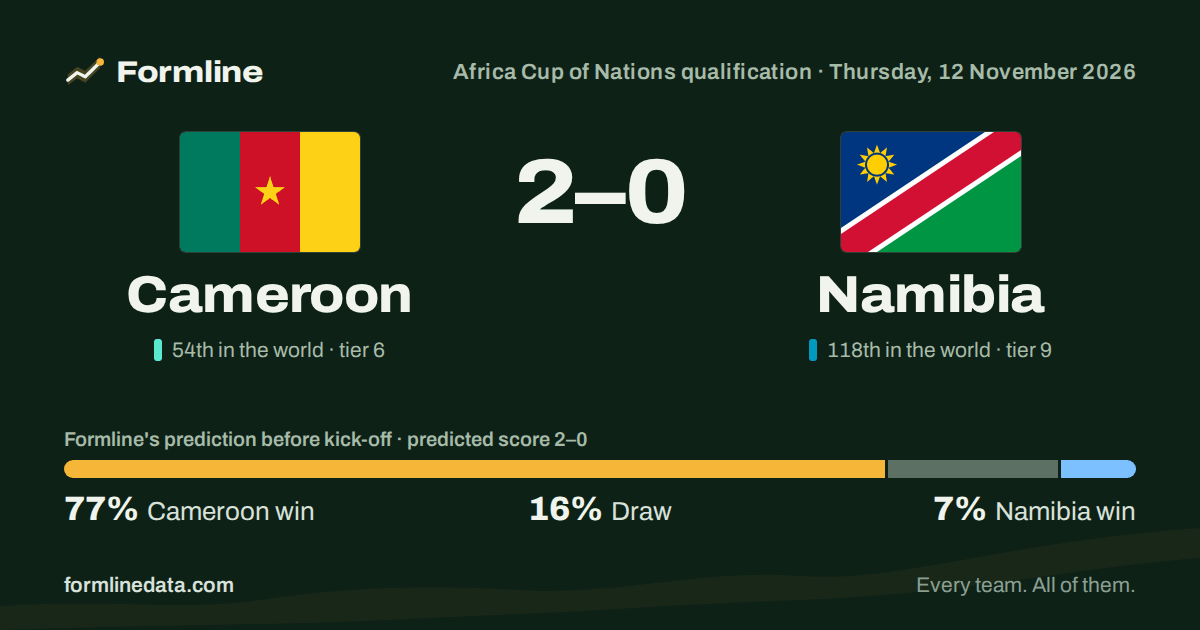 Formline
Africa Cup of Nations qualification · Thursday, 12 November 2026
2–0
Cameroon
Namibia
54th in the world · tier 6
118th in the world · tier 9
Formline's prediction before kick-off · predicted score 2–0
77% Cameroon win
16% Draw
7% Namibia win
formlinedata.com
Every team. All of them.